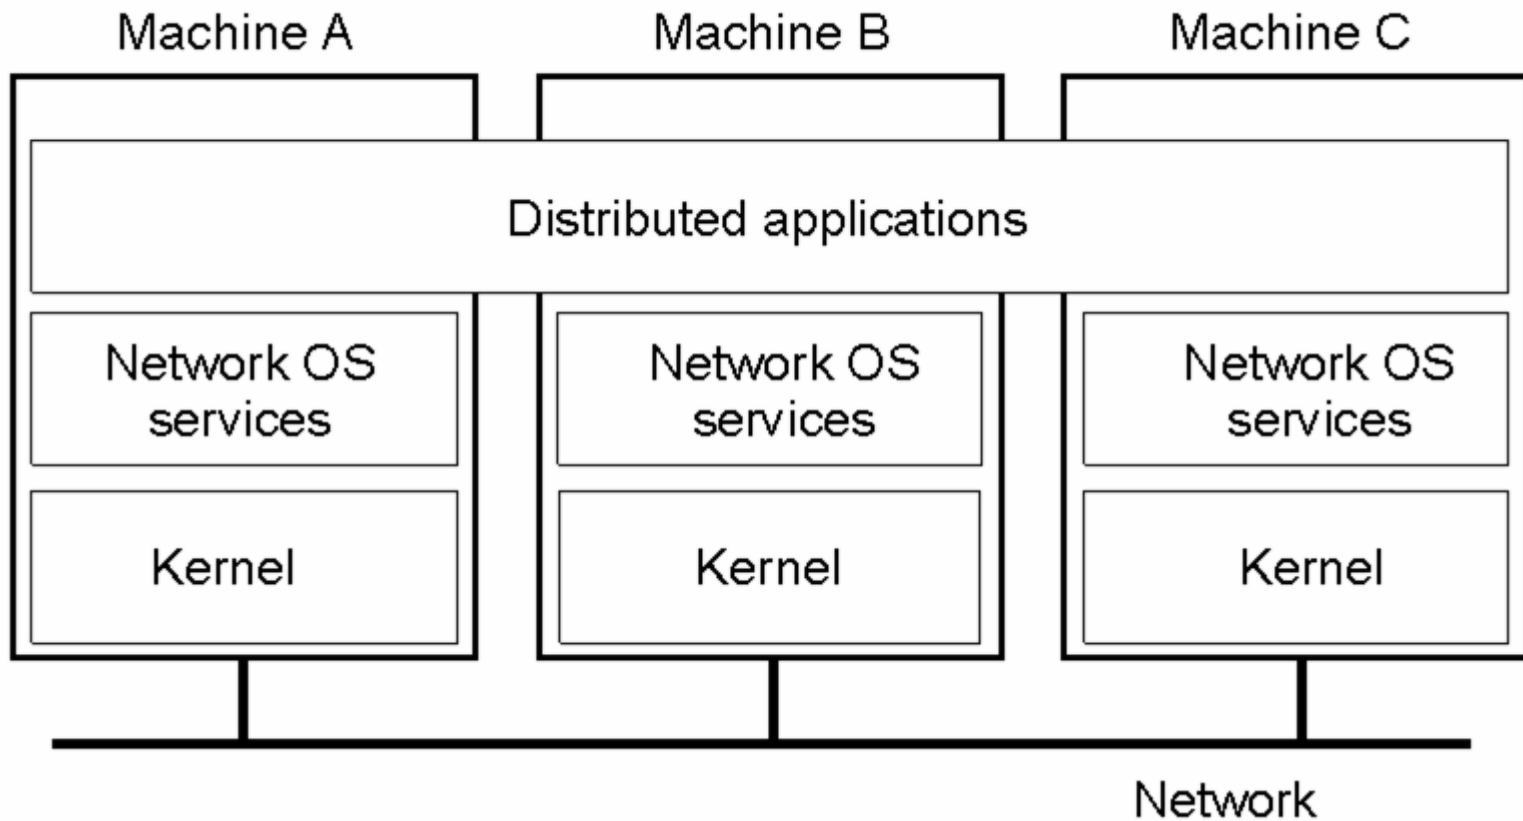 Machine A
Machine B
Machine C
Distributed applications
Network OS
services
Network OS
services
Network OS
services
Kernel
Kernel
Kernel
Network